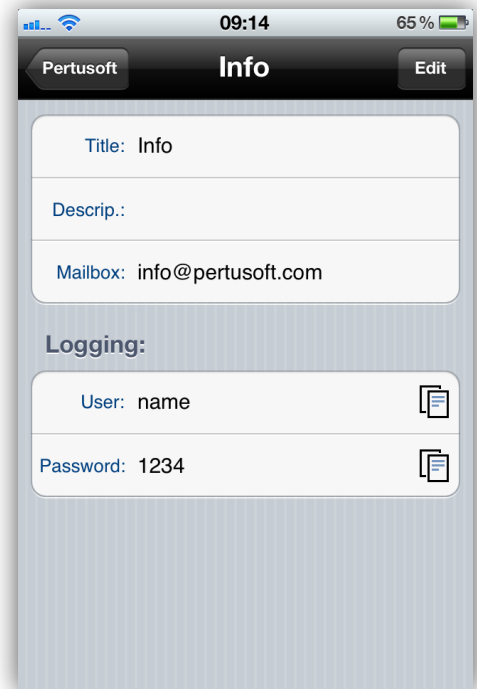 09:14 65 %
Pertusoft Info Edit
Title: Info
Descrip.:
Mailbox: info@pertusoft.com
Logging:
User: name
Password: 1234